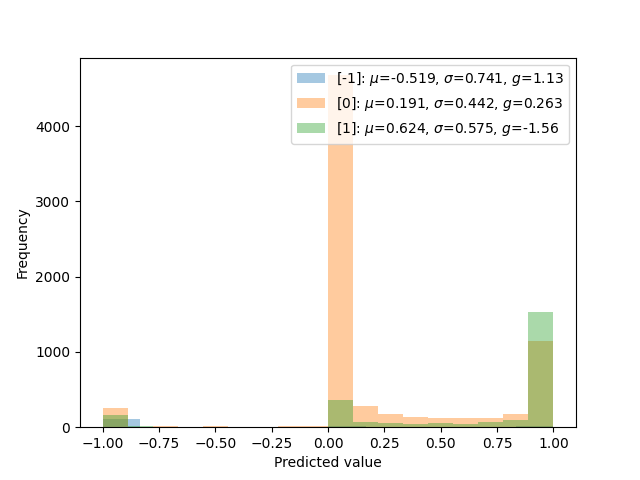 [-1]: μ=-0.519, σ=0.741, g=1.13
[0]: μ=0.191, σ=0.442, g=0.263
[1]: μ=0.624, σ=0.575, g=-1.56
Frequency
4000
3000
2000
1000
0
−1.00 −0.75 −0.50 −0.25 0.00 0.25 0.50 0.75 1.00
Predicted value